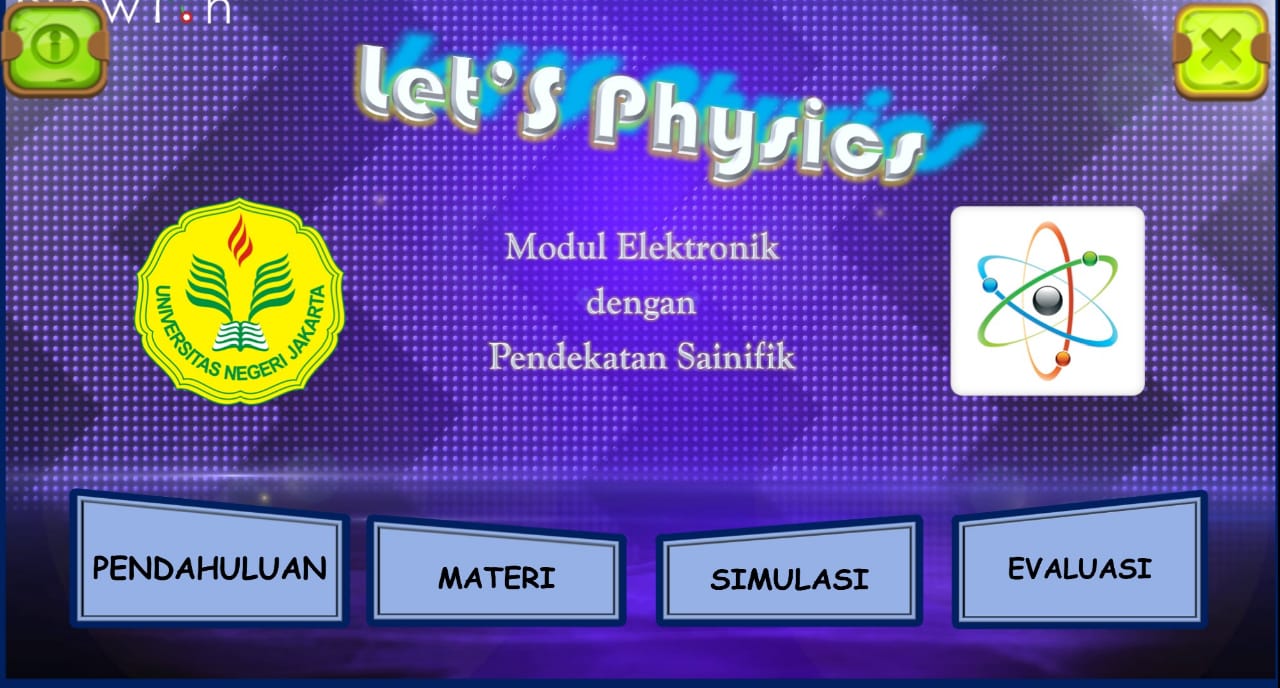 Let'S Physics
Modul Elektronik
dengan
Pendekatan Sainifik
UNIVERSITAS NEGERI JAKARTA
PENDAHULUAN
MATERI
SIMULASI
EVALUASI